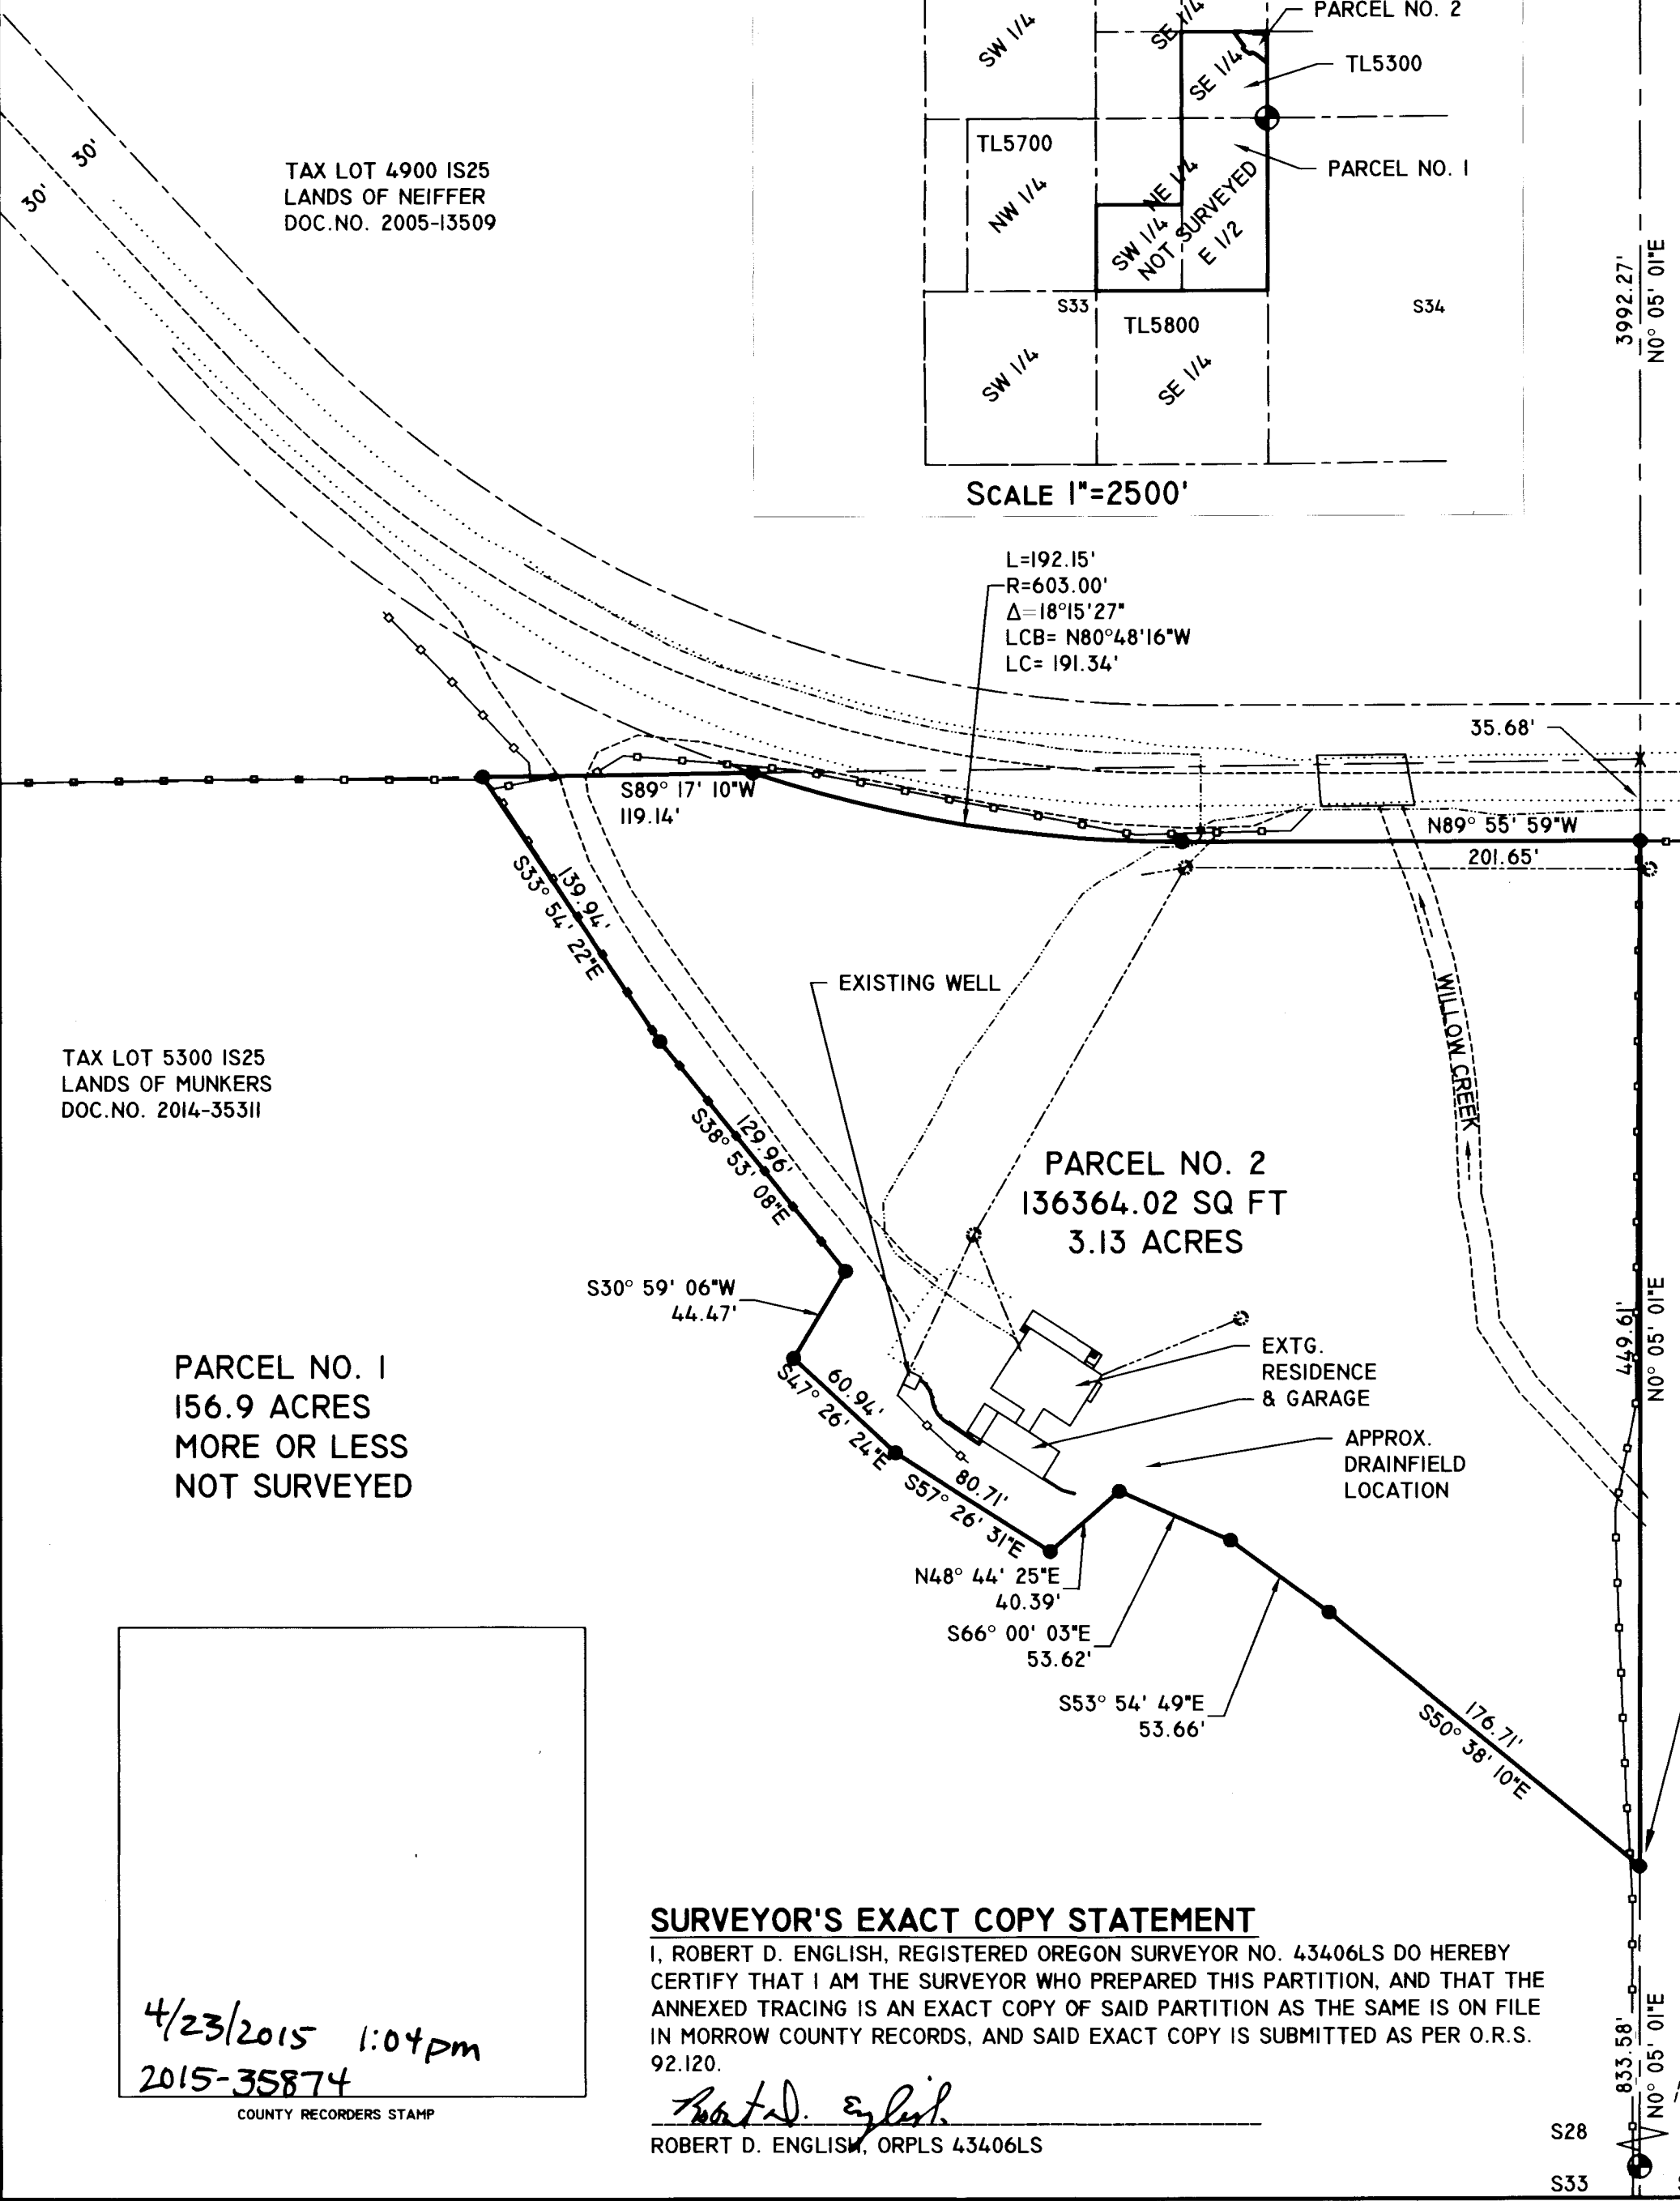 PARCEL NO. 2
SW 1/4
SE 1/4
SE 1/4
TL5300
TL5700
NW 1/4
NE 1/4
PARCEL NO. 1
SW 1/4
NOT SURVEYED
E 1/2
S33
S34
TL5800
SW 1/4
SE 1/4
SCALE 1"=2500'
30'
30'
TAX LOT 4900 1S25
LANDS OF NEIFFER
DOC.NO. 2005-13509
3992.27'
N0° 05' 01"E
L=192.15'
R=603.00'
Δ=18°15'27"
LCB= N80°48'16"W
LC= 191.34'
35.68'
S89° 17' 10"W
119.14'
N89° 55' 59"W
201.65'
139.94'
S33° 54' 22"E
EXISTING WELL
WILLOW CREEK
TAX LOT 5300 1S25
LANDS OF MUNKERS
DOC.NO. 2014-35311
129.96'
S38° 53' 08"E
PARCEL NO. 2
136364.02 SQ FT
3.13 ACRES
S30° 59' 06"W
44.47'
449.61'
N0° 05' 01"E
EXTG.
RESIDENCE
& GARAGE
PARCEL NO. 1
156.9 ACRES
MORE OR LESS
NOT SURVEYED
60.94'
S47° 26' 24"E
APPROX.
DRAINFIELD
LOCATION
80.71'
S57° 26' 31"E
N48° 44' 25"E
40.39'
S66° 00' 03"E
53.62'
S53° 54' 49"E
53.66'
176.71'
S50° 38' 10"E
SURVEYOR'S EXACT COPY STATEMENT
I, ROBERT D. ENGLISH, REGISTERED OREGON SURVEYOR NO. 43406LS DO HEREBY
CERTIFY THAT I AM THE SURVEYOR WHO PREPARED THIS PARTITION, AND THAT THE
ANNEXED TRACING IS AN EXACT COPY OF SAID PARTITION AS THE SAME IS ON FILE
IN MORROW COUNTY RECORDS, AND SAID EXACT COPY IS SUBMITTED AS PER O.R.S.
92.120.
Robert D. English
ROBERT D. ENGLISH, ORPLS 43406LS
4/23/2015 1:04pm
2015-35874
COUNTY RECORDERS STAMP
833.58'
N0° 05' 01"E
S28
S33